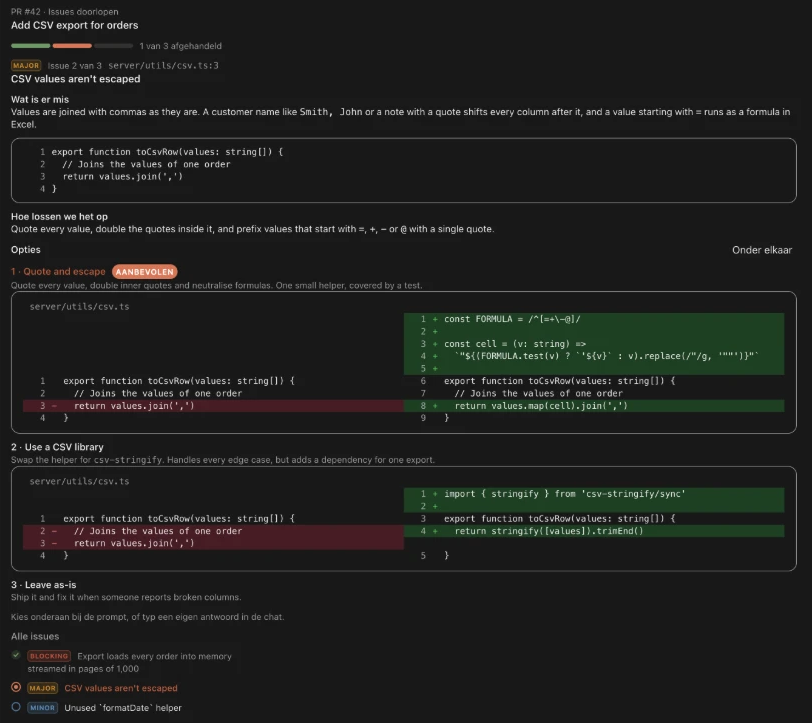 PR #42 · Issues doorlopen
Add CSV export for orders
1 van 3 afgehandeld
MAJOR Issue 2 van 3 server/utils/csv.ts:3
CSV values aren't escaped
Wat is er mis
Values are joined with commas as they are. A customer name like Smith, John or a note with a quote shifts every column after it, and a value starting with = runs as a formula in
Excel.
1 export function toCsvRow(values: string[]) {
2 // Joins the values of one order
3 return values.join(',')
4 }
Hoe lossen we het op
Quote every value, double the quotes inside it, and prefix values that start with =, +, − or @ with a single quote.
Opties
Onder elkaar
1 · Quote and escape AANBEVOLEN
Quote every value, double inner quotes and neutralise formulas. One small helper, covered by a test.
server/utils/csv.ts
1 + const FORMULA = /^[=+\-@]/
2 +
3 + const cell = (v: string) =>
4 + `"${(FORMULA.test(v) ? `'${v}` : v).replace(/"/g, '""')}"`
5 +
1 export function toCsvRow(values: string[]) { 6 export function toCsvRow(values: string[]) {
2 // Joins the values of one order 7 // Joins the values of one order
3 − return values.join(',') 8 + return values.map(cell).join(',')
4 } 9 }
2 · Use a CSV library
Swap the helper for csv-stringify. Handles every edge case, but adds a dependency for one export.
server/utils/csv.ts
1 + import { stringify } from 'csv-stringify/sync'
2 +
1 export function toCsvRow(values: string[]) { 3 export function toCsvRow(values: string[]) {
2 − // Joins the values of one order 4 + return stringify([values]).trimEnd()
3 − return values.join(',')
4 } 5 }
3 · Leave as-is
Ship it and fix it when someone reports broken columns.
Kies onderaan bij de prompt, of typ een eigen antwoord in de chat.
Alle issues
BLOCKING Export loads every order into memory
streamed in pages of 1,000
MAJOR CSV values aren't escaped
MINOR Unused `formatDate` helper